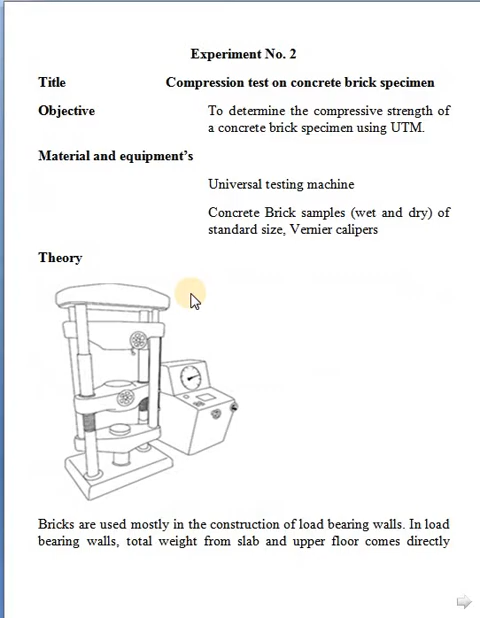 Experiment No. 2
Title Compression test on concrete brick specimen
Objective To determine the compressive strength of
a concrete brick specimen using UTM.
Material and equipment's
Universal testing machine
Concrete Brick samples (wet and dry) of
standard size, Vernier calipers
Theory
Bricks are used mostly in the construction of load bearing walls. In load
bearing walls, total weight from slab and upper floor comes directly